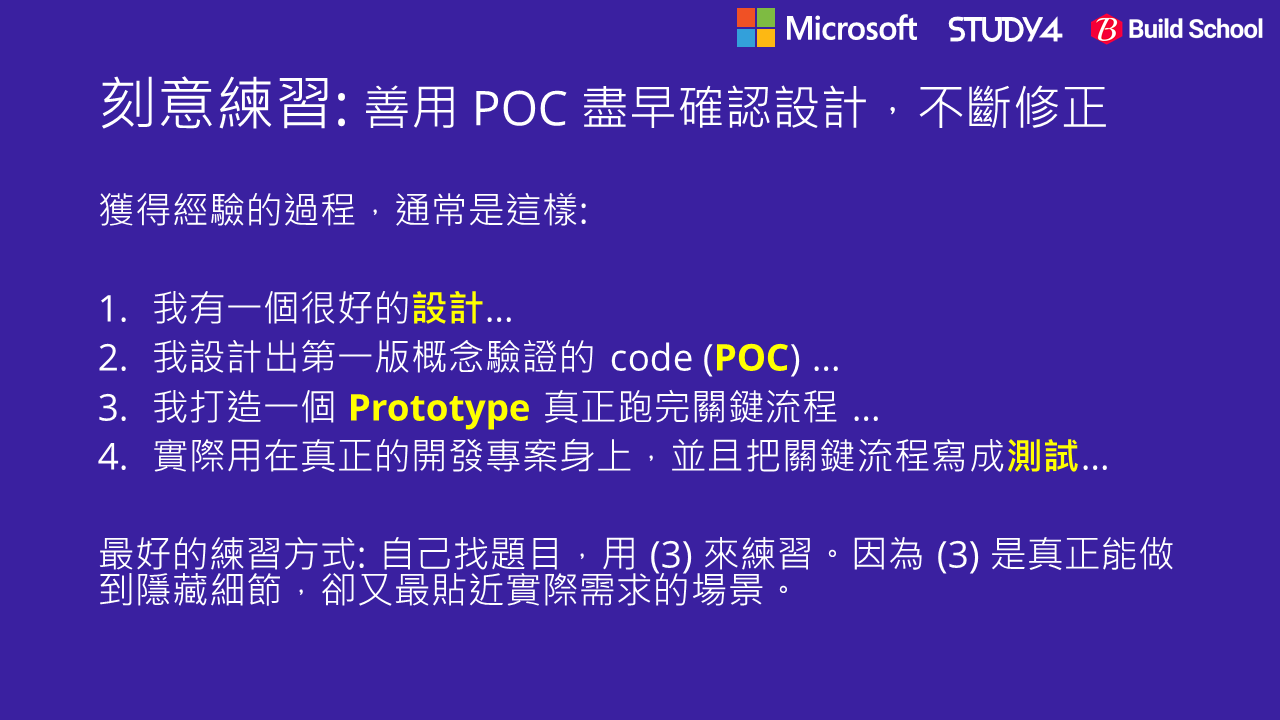 Microsoft STUDY4 Build School
刻意練習: 善用 POC 盡早確認設計，不斷修正
獲得經驗的過程，通常是這樣:
1. 我有一個很好的設計...
2. 我設計出第一版概念驗證的 code (POC) ...
3. 我打造一個 Prototype 真正跑完關鍵流程 ...
4. 實際用在真正的開發專案身上，並且把關鍵流程寫成測試...
最好的練習方式: 自己找題目，用 (3) 來練習。因為 (3) 是真正能做
到隱藏細節，卻又最貼近實際需求的場景。